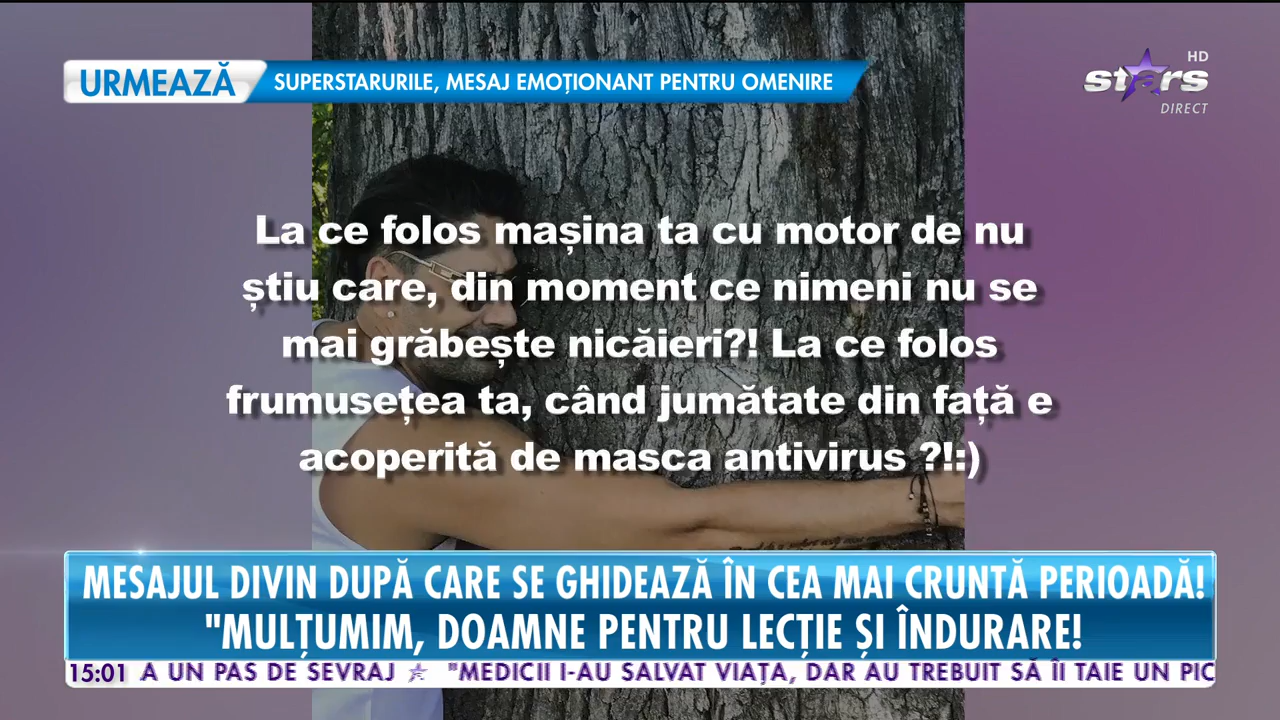 URMEAZĂ
SUPERSTARURILE, MESAJ EMOȚIONANT PENTRU OMENIRE
HD
stars
DIRECT
La ce folos mașina ta cu motor de nu
știu care, din moment ce nimeni nu se
mai grăbește nicăieri?! La ce folos
frumusețea ta, când jumătate din față e
acoperită de masca antivirus ?!:)
MESAJUL DIVIN DUPĂ CARE SE GHIDEAZĂ ÎN CEA MAI CRUNTĂ PERIOADĂ!
"MULȚUMIM, DOAMNE PENTRU LECȚIE ȘI ÎNDURARE!
15:01 A UN PAS DE SEVRAJ "MEDICII I-AU SALVAT VIAȚA, DAR AU TREBUIT SĂ ÎI TAIE UN PIC